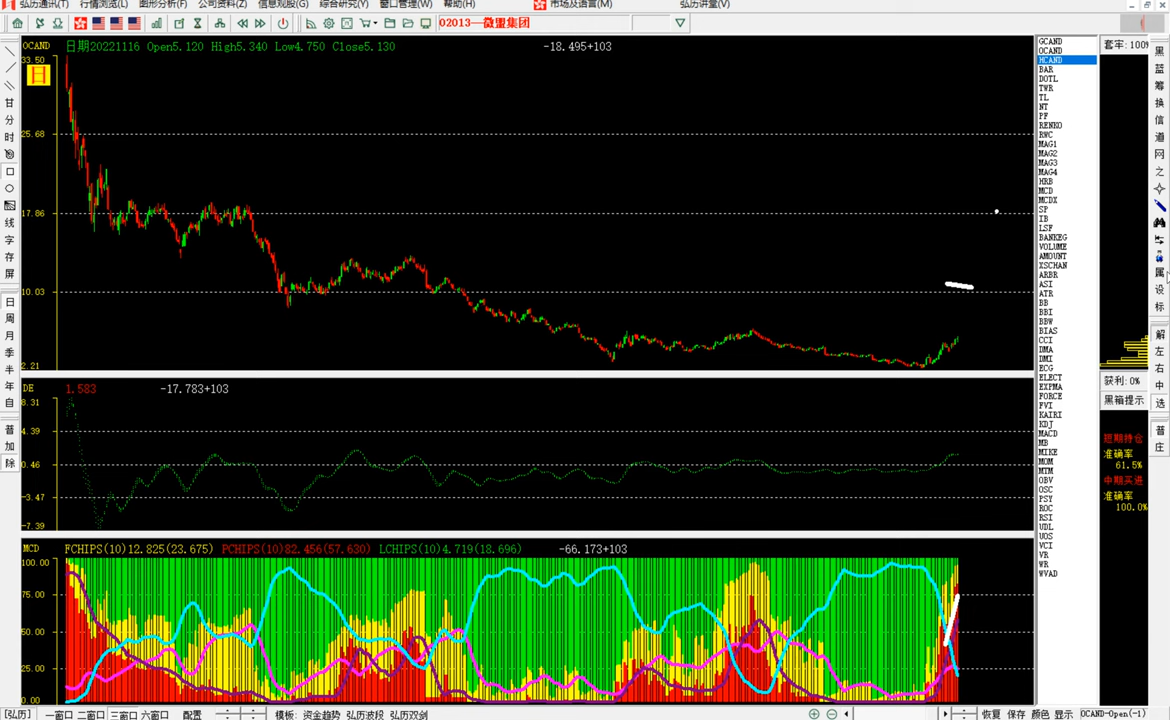 弘历通讯(T) 行情浏览(L) 图形分析(F) 公司资料(Z) 信息短股(G) 综合研究(Y) 窗口管理(W) 帮助(H) 市场及语言(M) 弘历讲堂(V)
02013--微盟集团
OCAND 日期20221116 Open5.120 High5.340 Low4.750 Close5.130 -18.495+103
33.50
日
25.68
17.86
10.03
2.21
DE 1.583 -17.783+103
8.31
4.39
0.46
-3.47
-7.39
MCD FCHIPS(10)12.825(23.675) PCHIPS(10)82.456(57.630) LCHIPS(10)4.719(18.696) -66.173+103
100.00
75.00
50.00
25.00
0.00
甘
分
时
线
字
存
屏
日
周
月
季
半
年
自
普
加
除
GCAND
OCAND
HCAND
BAR
DOTL
TWR
TL
NT
PF
RENKO
RWC
MAG1
MAG2
MAG3
MAG4
HRB
MCD
MCDX
SP
IB
LSF
BANKEG
VOLUME
AMOUNT
XSCHAN
ARBR
ASI
ATR
BB
BBI
BBW
BIAS
CCI
DMA
DMI
ECG
ELECT
EXPMA
FORCE
FVI
KAIRI
KDJ
MACD
MB
MIKE
MOM
MTM
OBV
OSC
PSY
ROC
RSI
UDL
UOS
VCI
VR
WR
WVAD
套牢: 100%
获利: 0%
黑箱提示
短期持仓
准确率
61.5%
中期买进
准确率
100.0%
黑
蓝
筹
换
信
道
网
之
属
设
标
解
左
右
中
选
普
庄
[弘历] 一窗口 二窗口 三窗口 六窗口 配置 模板: 资金趋势 弘历波段 弘历双剑 恢复 保存 颜色 显示 OCAND-Open(-1)